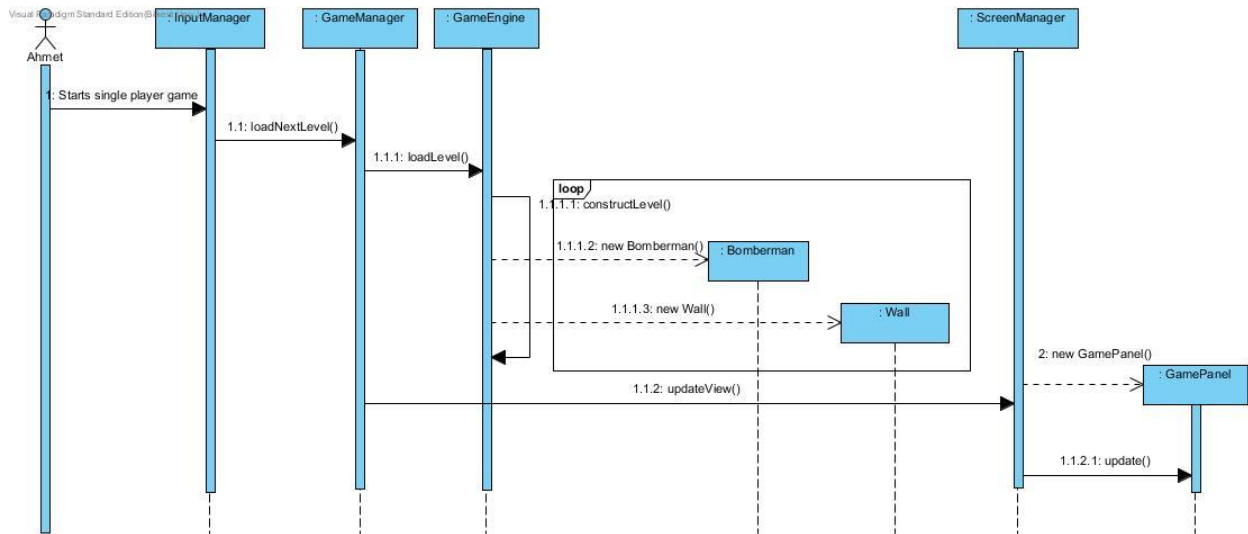 Visual Paradigm Standard Edition(Bilkent
: InputManager
: GameManager
: GameEngine
: ScreenManager
Ahmet
1: Starts single player game
1.1: loadNextLevel()
1.1.1: loadLevel()
loop
1.1.1.1: constructLevel()
1.1.1.2: new Bomberman()
: Bomberman
1.1.1.3: new Wall()
: Wall
2: new GamePanel()
: GamePanel
1.1.2: updateView()
1.1.2.1: update()